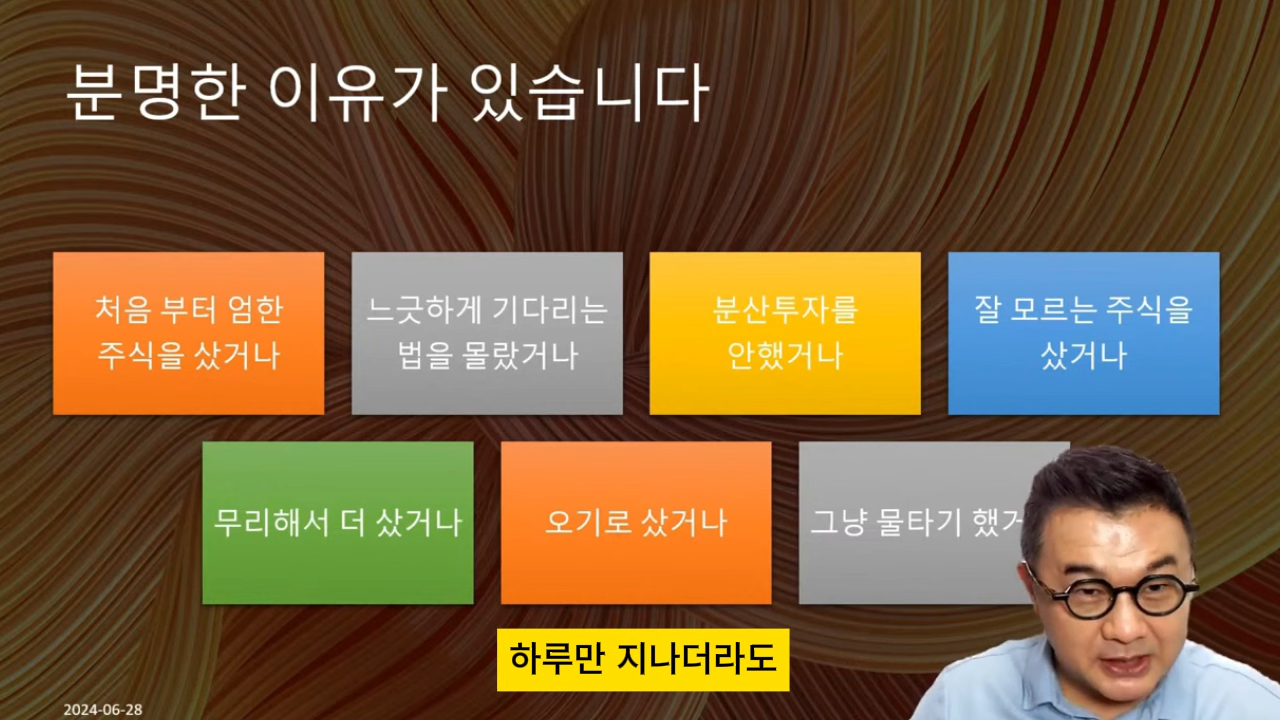 분명한 이유가 있습니다
처음 부터 엄한
주식을 샀거나
느긋하게 기다리는
법을 몰랐거나
분산투자를
안했거나
잘 모르는 주식을
샀거나
무리해서 더 샀거나
오기로 샀거나
그냥 물타기
하루만 지나더라도
2024-06-28